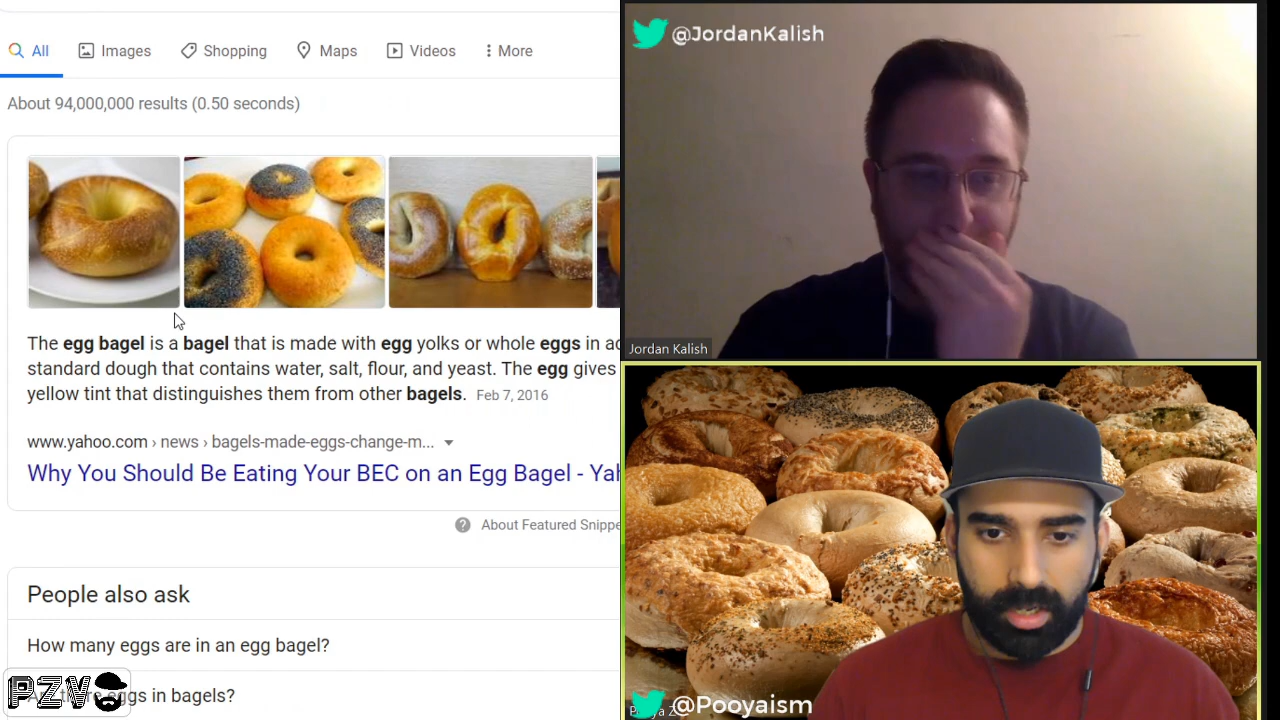 All Images Shopping Maps Videos More
About 94,000,000 results (0.50 seconds)
The egg bagel is a bagel that is made with egg yolks or whole eggs in a
standard dough that contains water, salt, flour, and yeast. The egg gives
yellow tint that distinguishes them from other bagels. Feb 7, 2016
www.yahoo.com › news › bagels-made-eggs-change-m...
Why You Should Be Eating Your BEC on an Egg Bagel - Ya
About Featured Snippe
People also ask
How many eggs are in an egg bagel?
eggs in bagels?
PZV
@JordanKalish
Jordan Kalish
@Pooyaism